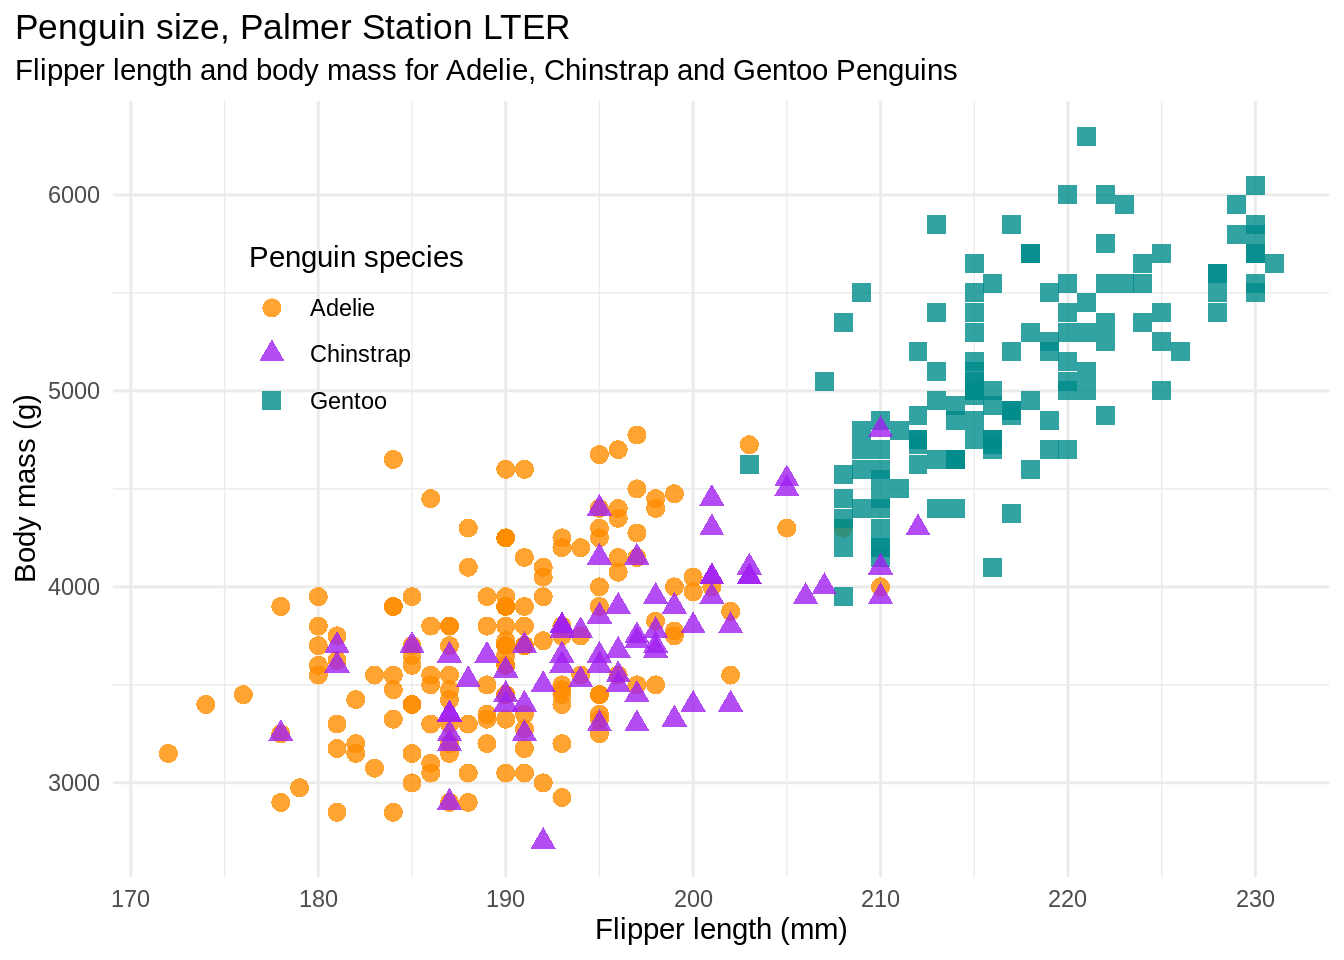 Penguin size, Palmer Station LTER
Flipper length and body mass for Adelie, Chinstrap and Gentoo Penguins
6000
5000
4000
3000
Body mass (g)
Penguin species
Adelie
Chinstrap
Gentoo
170 180 190 200 210 220 230
Flipper length (mm)